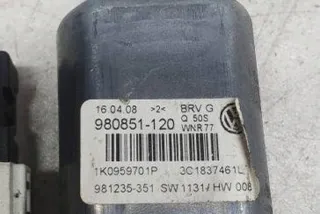 16.04.08 >2< BRV G
980851-120 Q 50S
WNR 77
1K0959701P 3C1837461L
981235-351 SW 1131/ HW 008